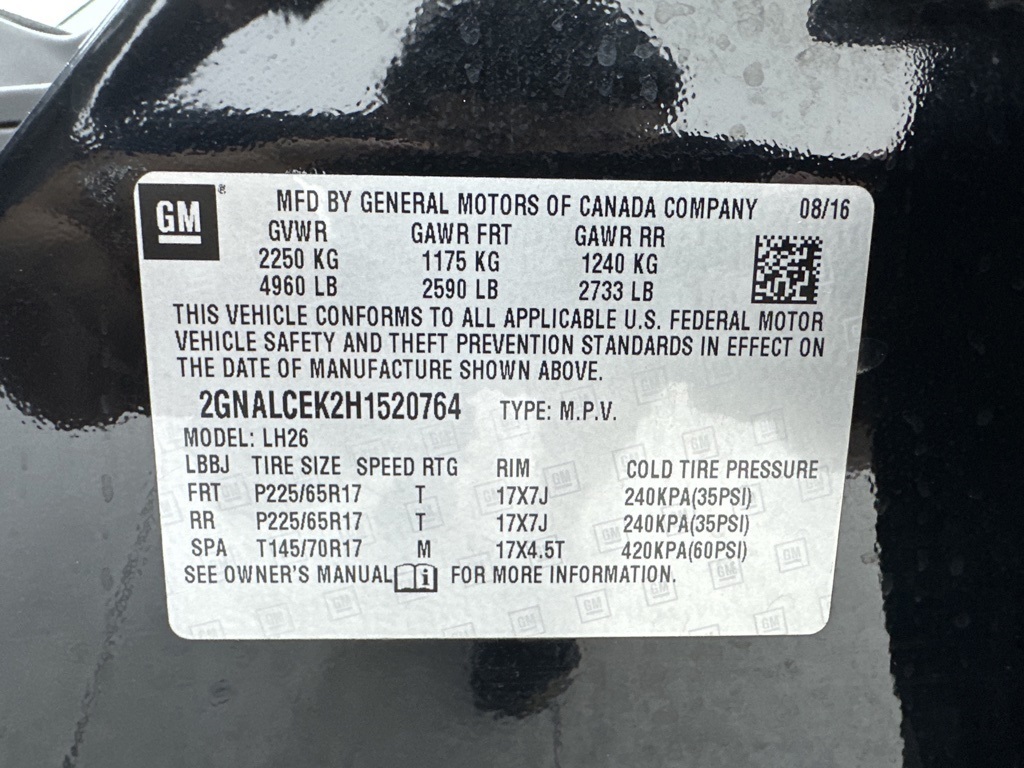 GM ® MFD BY GENERAL MOTORS OF CANADA COMPANY 08/16
GVWR GAWR FRT GAWR RR
2250 KG 1175 KG 1240 KG
4960 LB 2590 LB 2733 LB
THIS VEHICLE CONFORMS TO ALL APPLICABLE U.S. FEDERAL MOTOR
VEHICLE SAFETY AND THEFT PREVENTION STANDARDS IN EFFECT ON
THE DATE OF MANUFACTURE SHOWN ABOVE.
2GNALCEK2H1520764 TYPE: M.P.V.
MODEL: LH26
LBBJ TIRE SIZE SPEED RTG RIM COLD TIRE PRESSURE
FRT P225/65R17 T 17X7J 240KPA(35PSI)
RR P225/65R17 T 17X7J 240KPA(35PSI)
SPA T145/70R17 M 17X4.5T 420KPA(60PSI)
SEE OWNER'S MANUAL i FOR MORE INFORMATION.